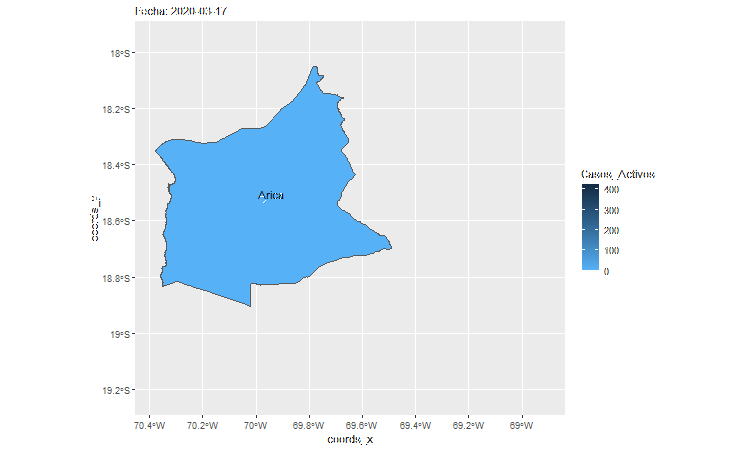 Fecha: 2020-03-17
18°S
18.2°S
18.4°S
18.6°S
18.8°S
19°S
19.2°S
coords_y
Arica
70.4°W
70.2°W
70°W
69.8°W
69.6°W
69.4°W
69.2°W
69°W
coords_x
Casos_Activos
400
300
200
100
0